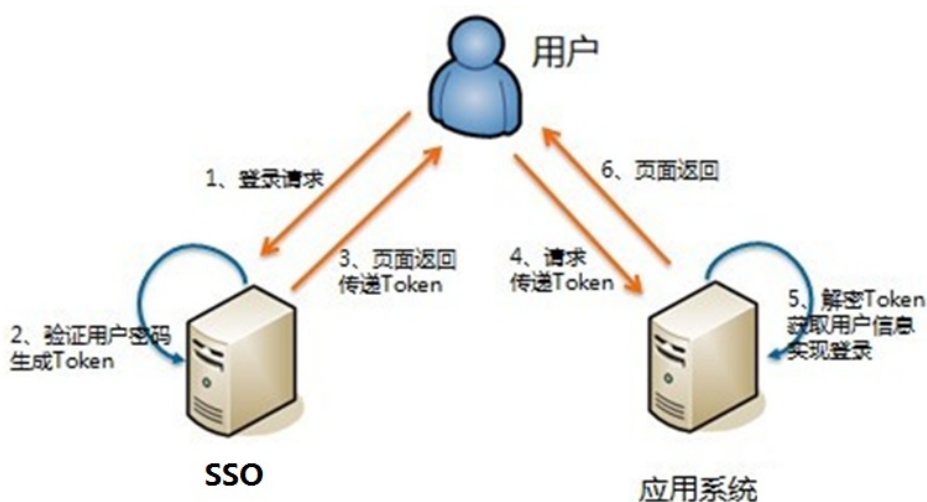 用户
1、登录请求
6、页面返回
3、页面返回
传递Token
4、请求
传递Token
2、验证用户密码
生成Token
5、解密Token
获取用户信息
实现登录
SSO
应用系统